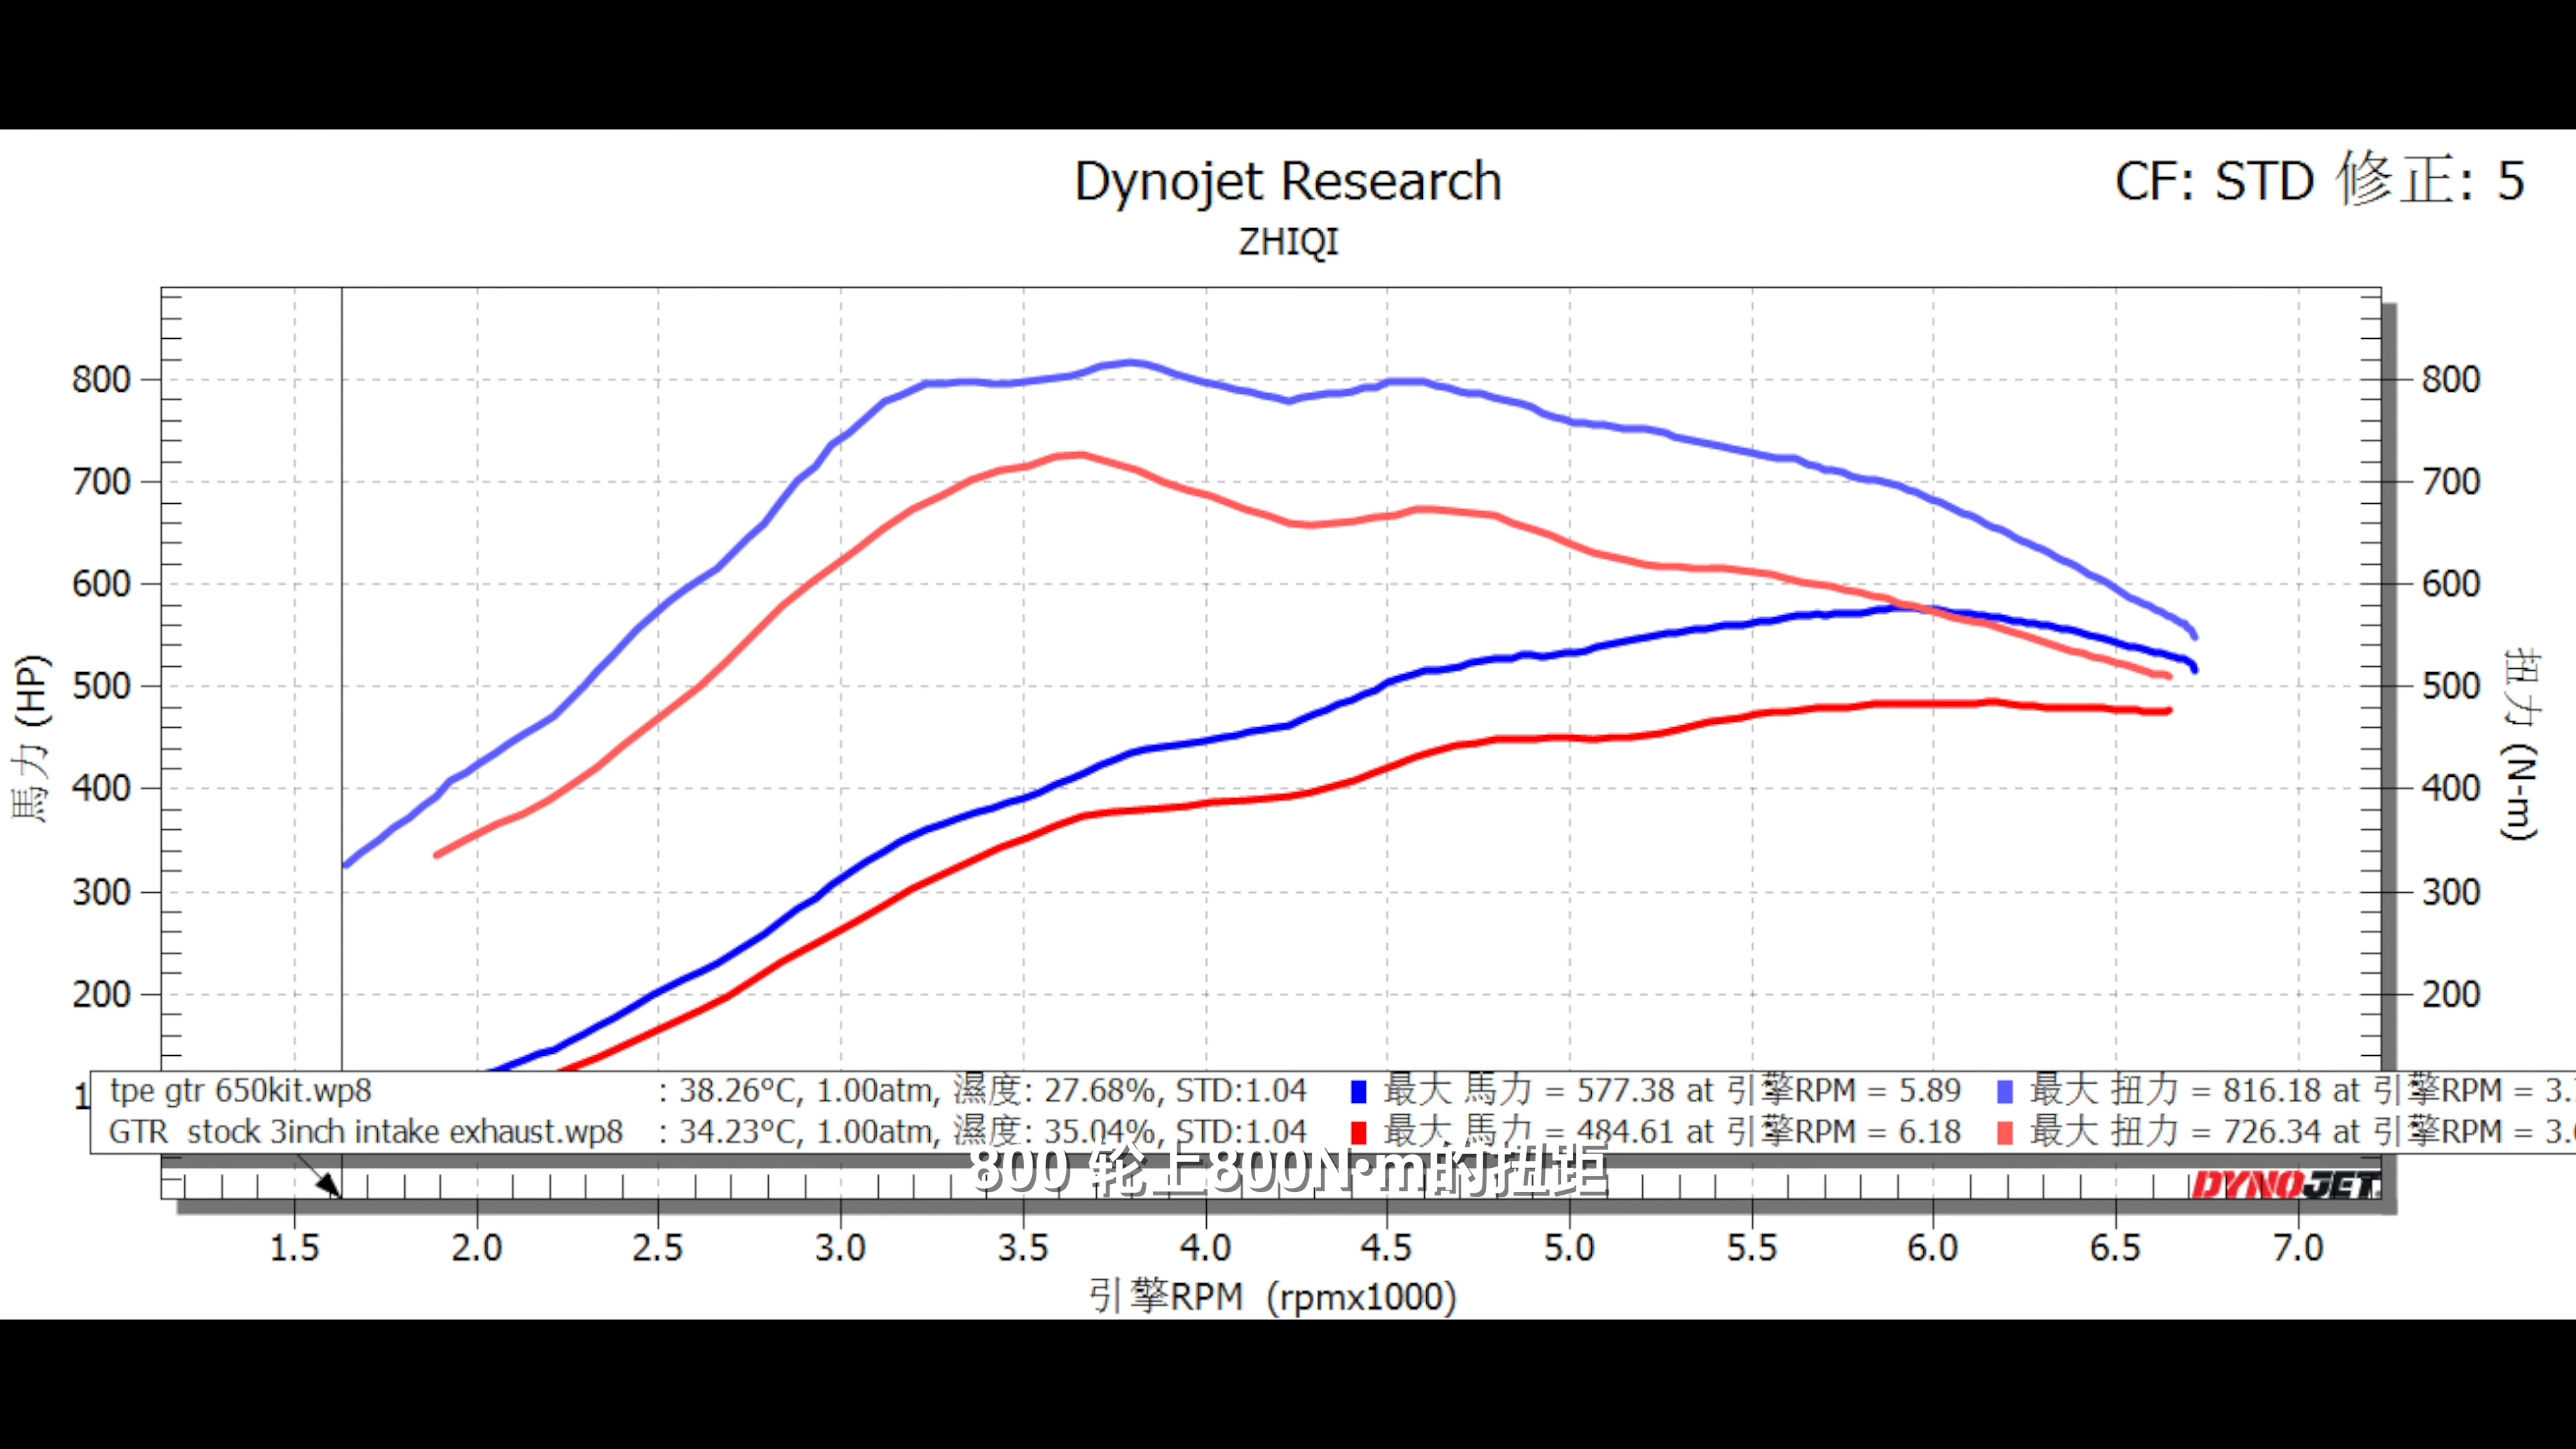 Dynojet Research
CF: STD 修正: 5
ZHIQI
800
700
600
500
400
300
200
1
馬力 (HP)
800
700
600
500
400
300
200
扭力 (N-m)
tpe gtr 650kit.wp8 : 38.26°C, 1.00atm, 濕度: 27.68%, STD:1.04 最大 馬力 = 577.38 at 引擎RPM = 5.89 最大 扭力 = 816.18 at 引擎RPM = 3.
GTR stock 3inch intake exhaust.wp8 : 34.23°C, 1.00atm, 濕度: 35.04%, STD:1.04 最大 馬力 = 484.61 at 引擎RPM = 6.18 最大 扭力 = 726.34 at 引擎RPM = 3.
800 轮上800N·m的扭距
DYNOJET
1.5 2.0 2.5 3.0 3.5 4.0 4.5 5.0 5.5 6.0 6.5 7.0
引擎RPM (rpmx1000)